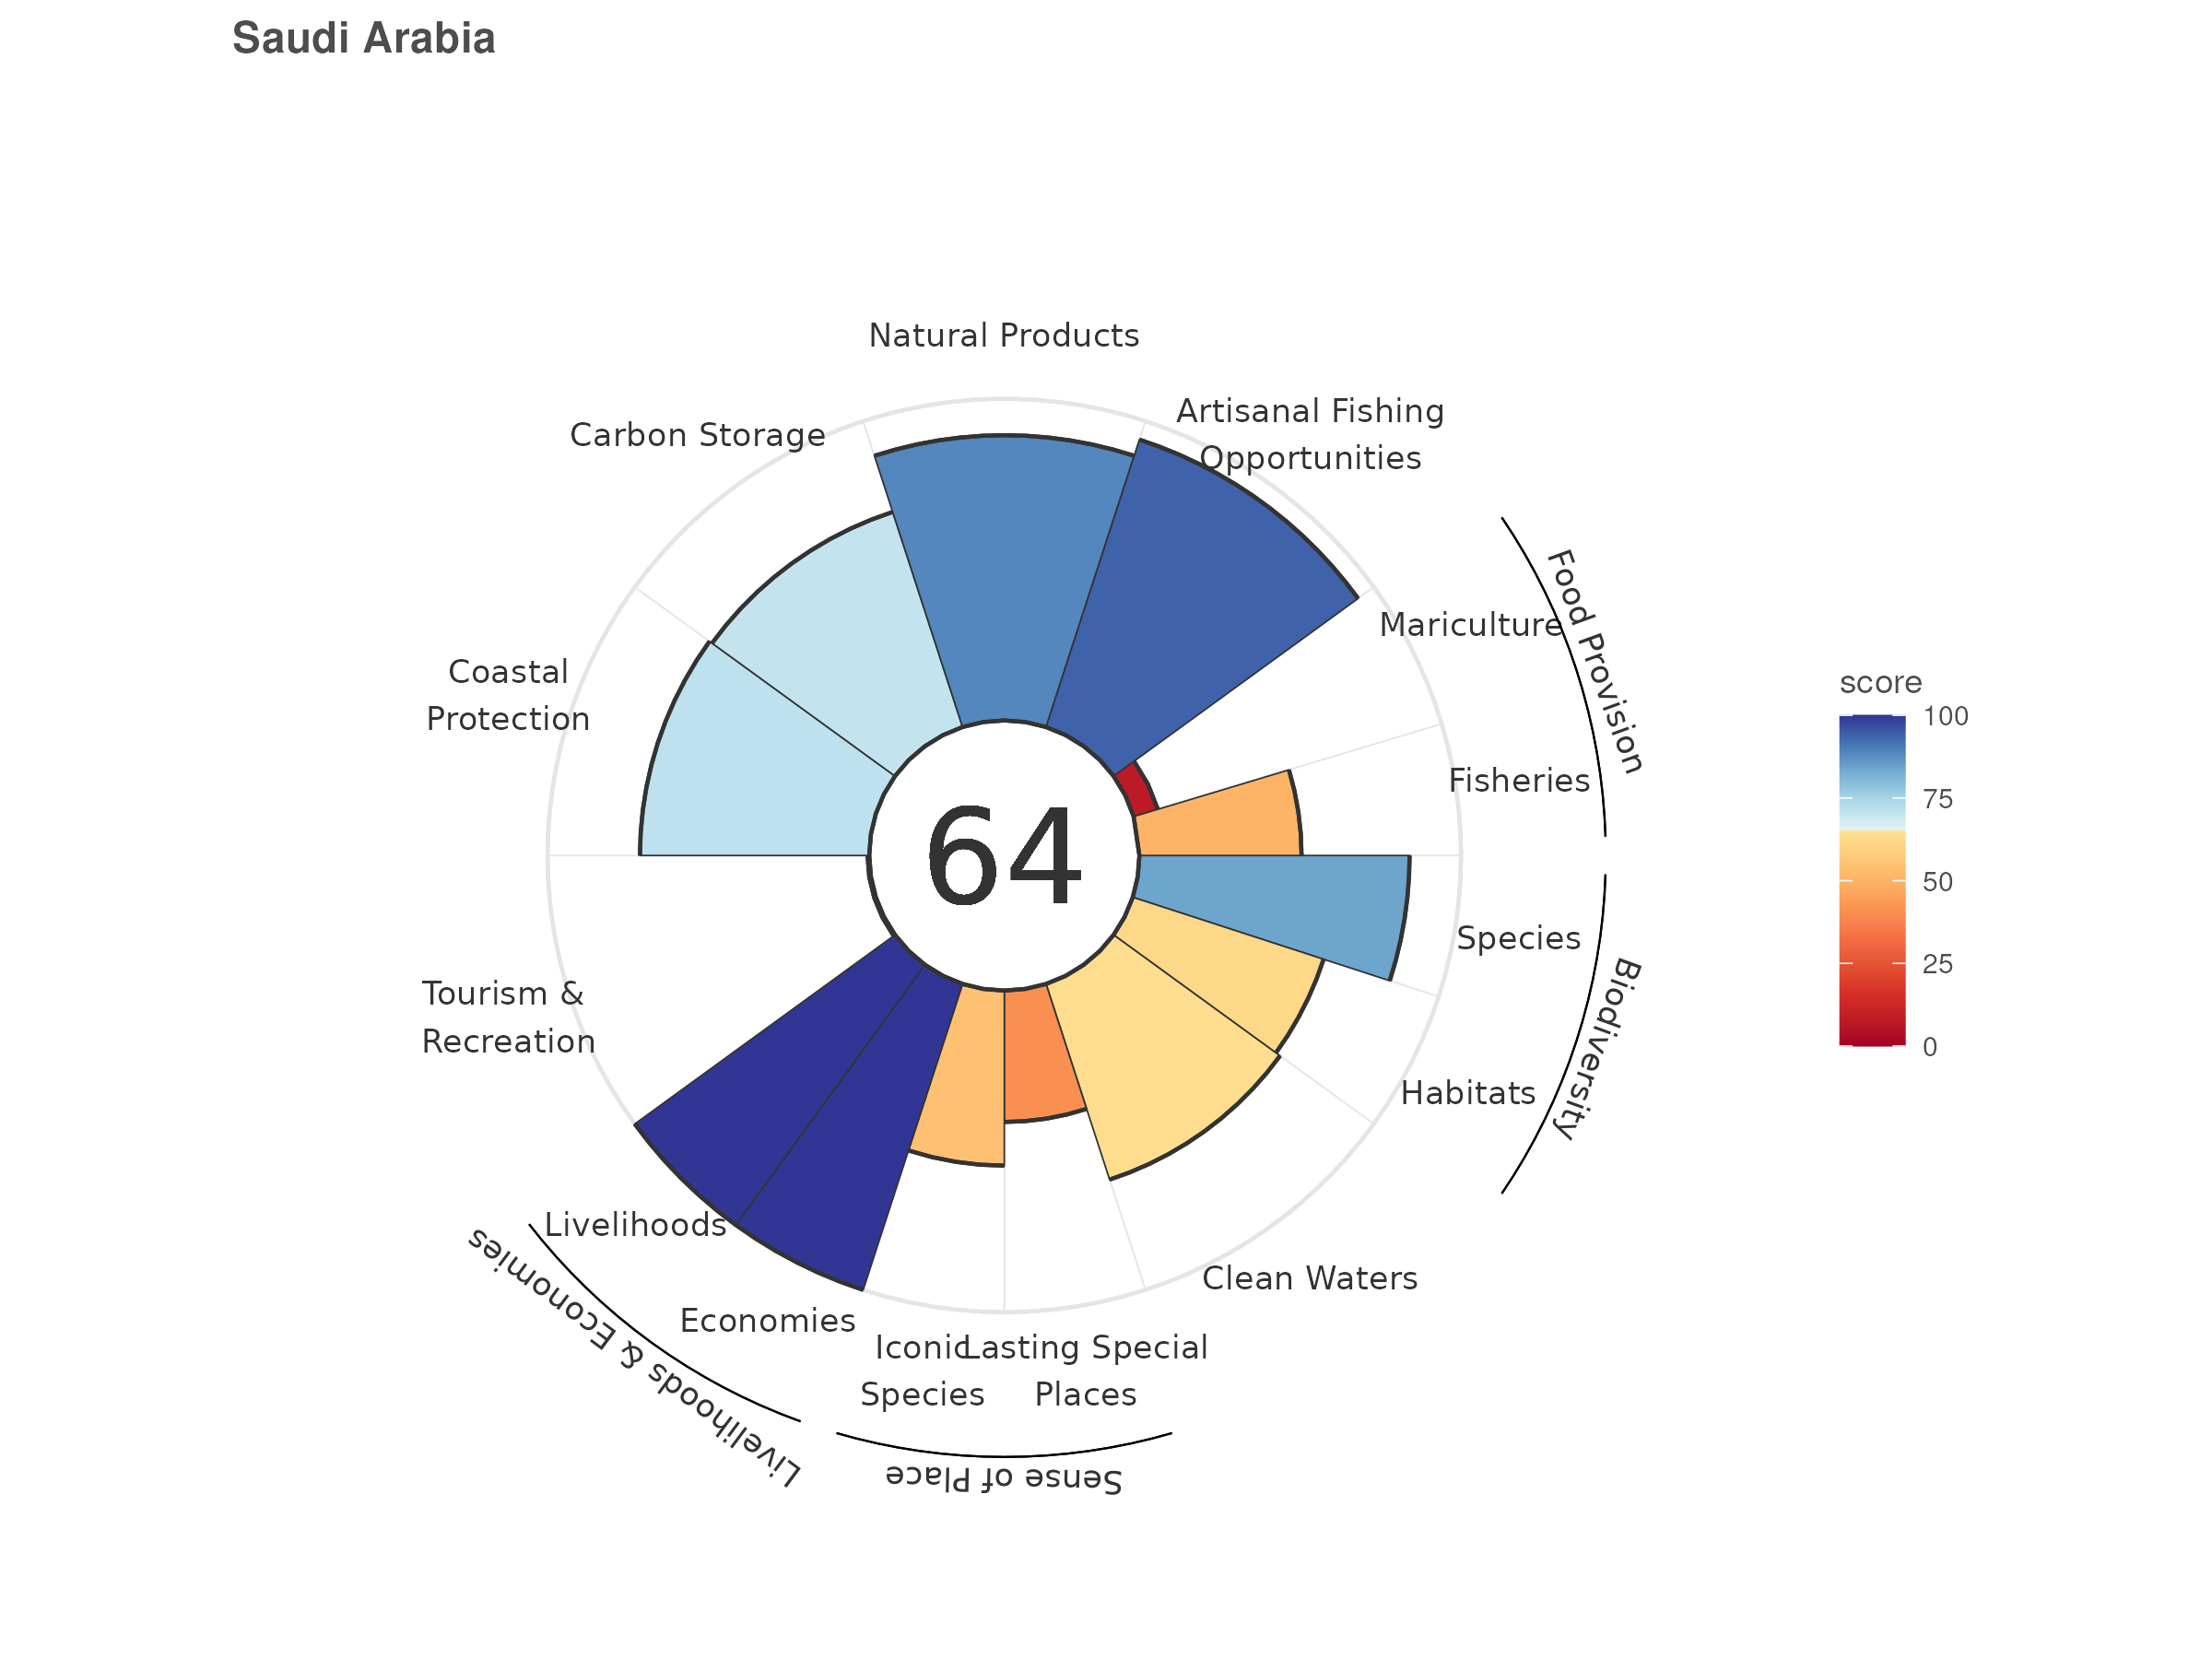 Saudi Arabia
Natural Products
Artisanal Fishing
Opportunities
Carbon Storage
Mariculture
Food Provision
Coastal
Protection
Fisheries
64
score
100
75
50
25
0
Species
Biodiversity
Tourism &
Recreation
Habitats
Livelihoods
Clean Waters
Economies
Livelihoods & Economies
Iconic
Species
Lasting Special
Places
Sense of Place